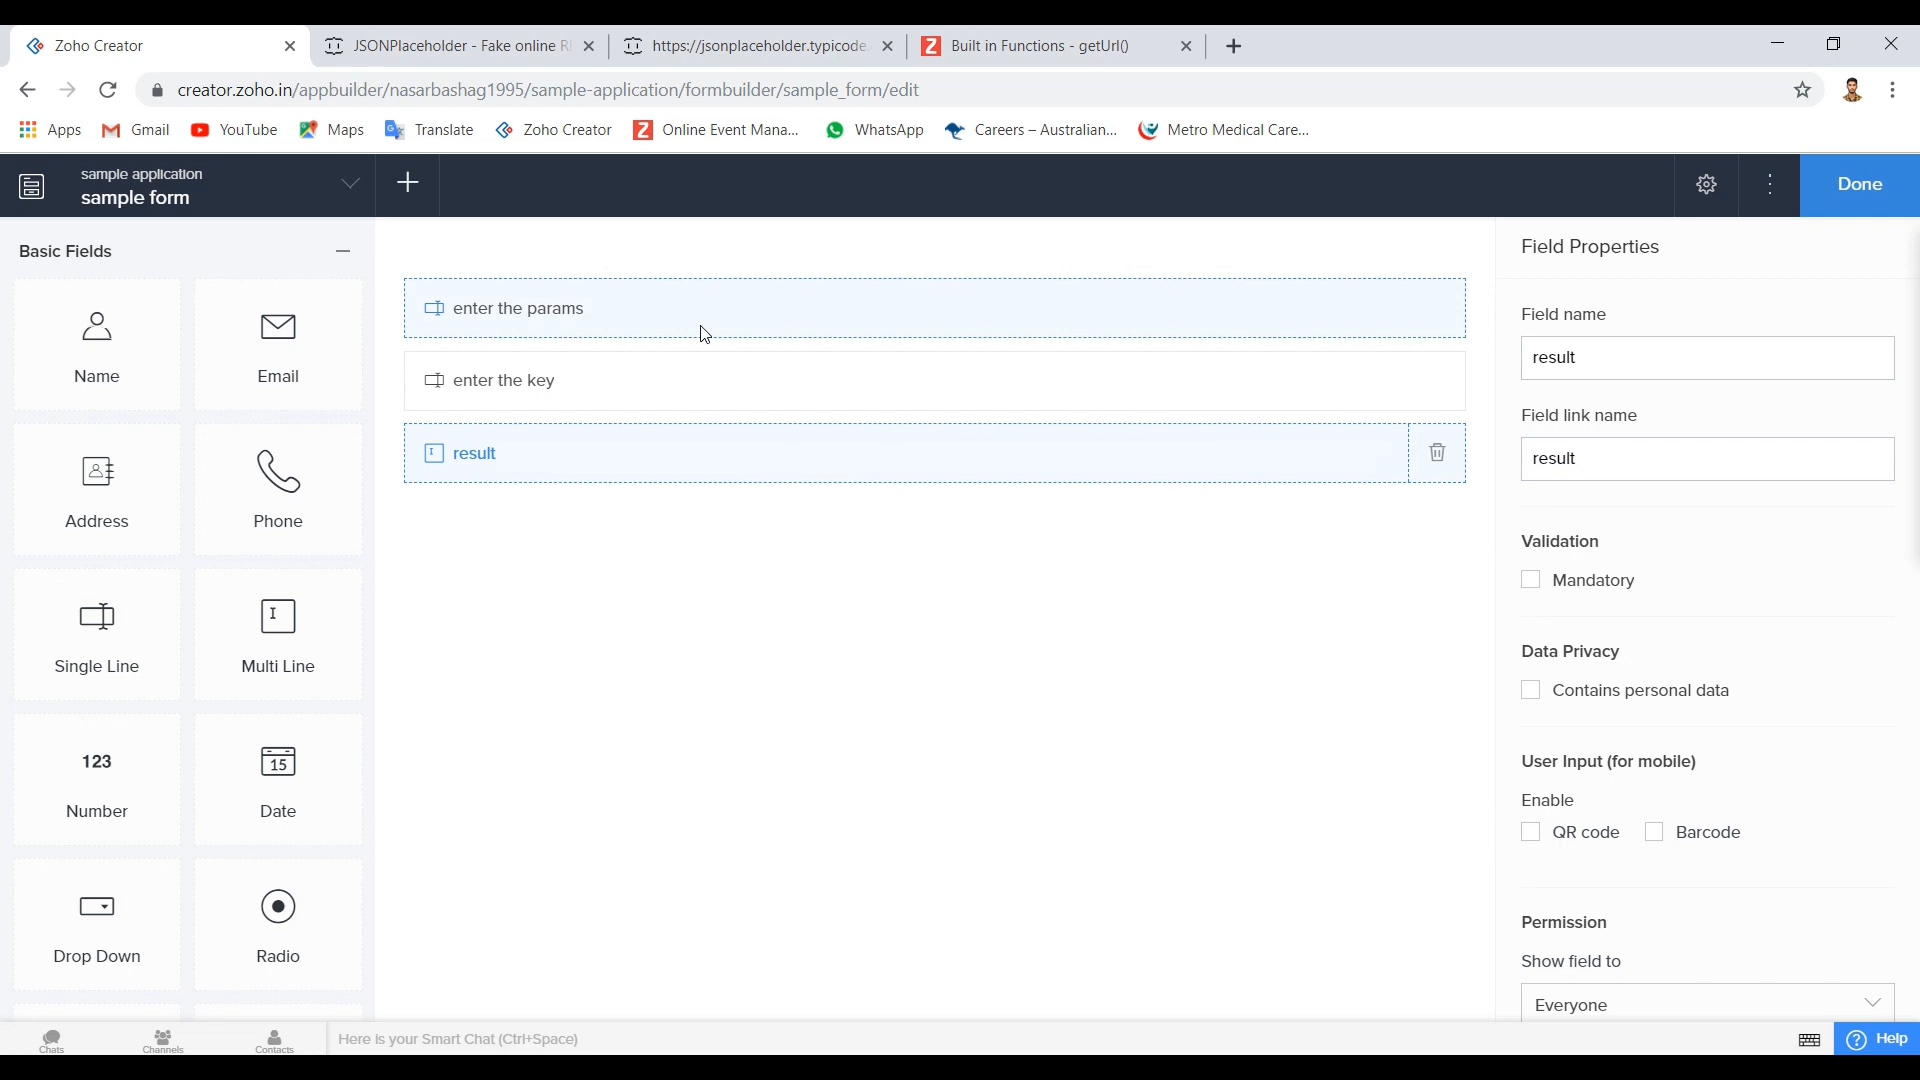 Zoho Creator
JSONPlaceholder - Fake online R
https://jsonplaceholder.typicode.
Built in Functions - getUrl()
creator.zoho.in/appbuilder/nasarbashag1995/sample-application/formbuilder/sample_form/edit
Apps
Gmail
YouTube
Maps
Translate
Zoho Creator
Online Event Mana...
WhatsApp
Careers – Australian...
Metro Medical Care...
sample application
sample form
Done
Basic Fields
Name
Email
Address
Phone
Single Line
Multi Line
123
Number
15
Date
Drop Down
Radio
enter the params
enter the key
result
Field Properties
Field name
result
Field link name
result
Validation
Mandatory
Data Privacy
Contains personal data
User Input (for mobile)
Enable
QR code
Barcode
Permission
Show field to
Everyone
Chats
Channels
Contacts
Here is your Smart Chat (Ctrl+Space)
Help